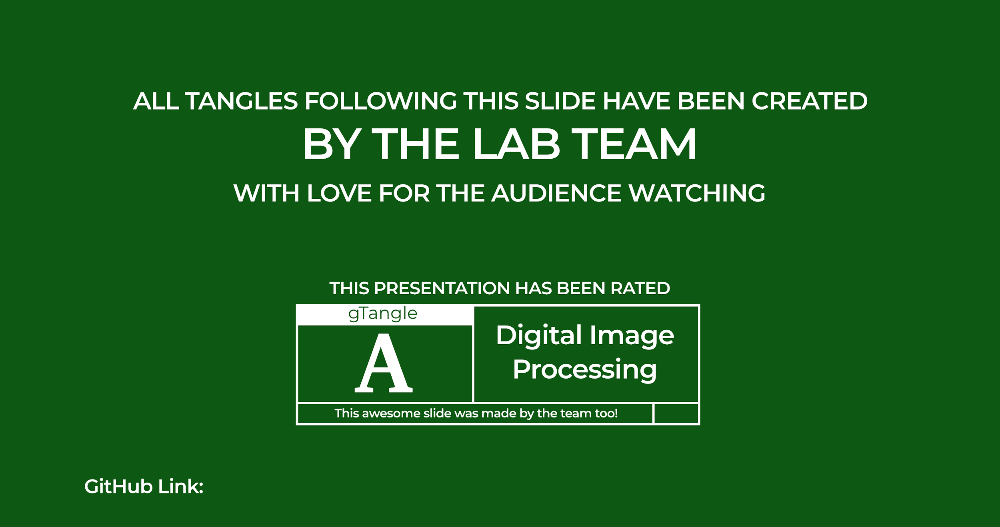 ALL TANGLES FOLLOWING THIS SLIDE HAVE BEEN CREATED
BY THE LAB TEAM
WITH LOVE FOR THE AUDIENCE WATCHING
THIS PRESENTATION HAS BEEN RATED
gTangle
A
Digital Image
Processing
This awesome slide was made by the team too!
GitHub Link: